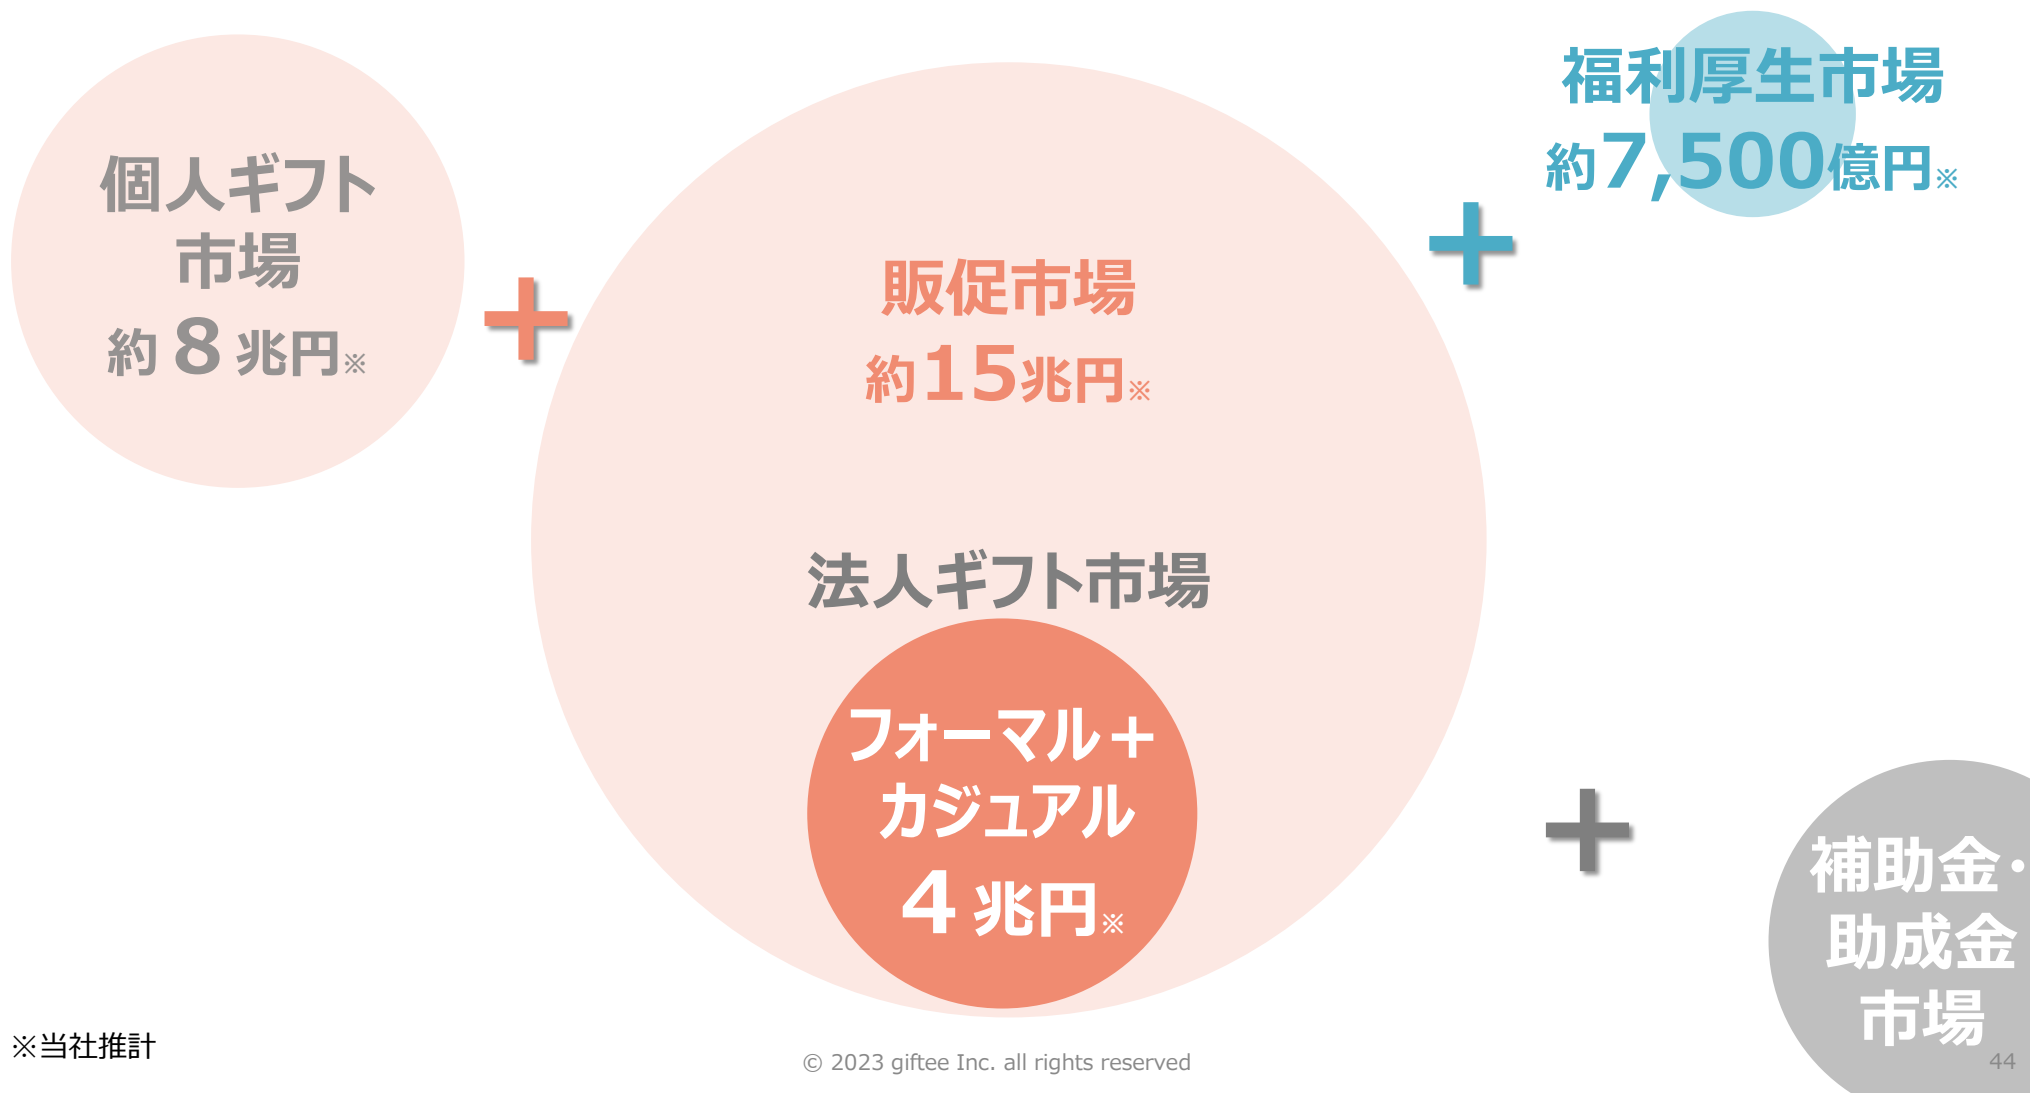 個人ギフト
市場
約８兆円※
+
販促市場
約15兆円※
法人ギフト市場
フォーマル＋
カジュアル
４兆円※
+
福利厚生市場
約7,500億円※
+
補助金・
助成金
市場
※当社推計
© 2023 giftee Inc. all rights reserved
44